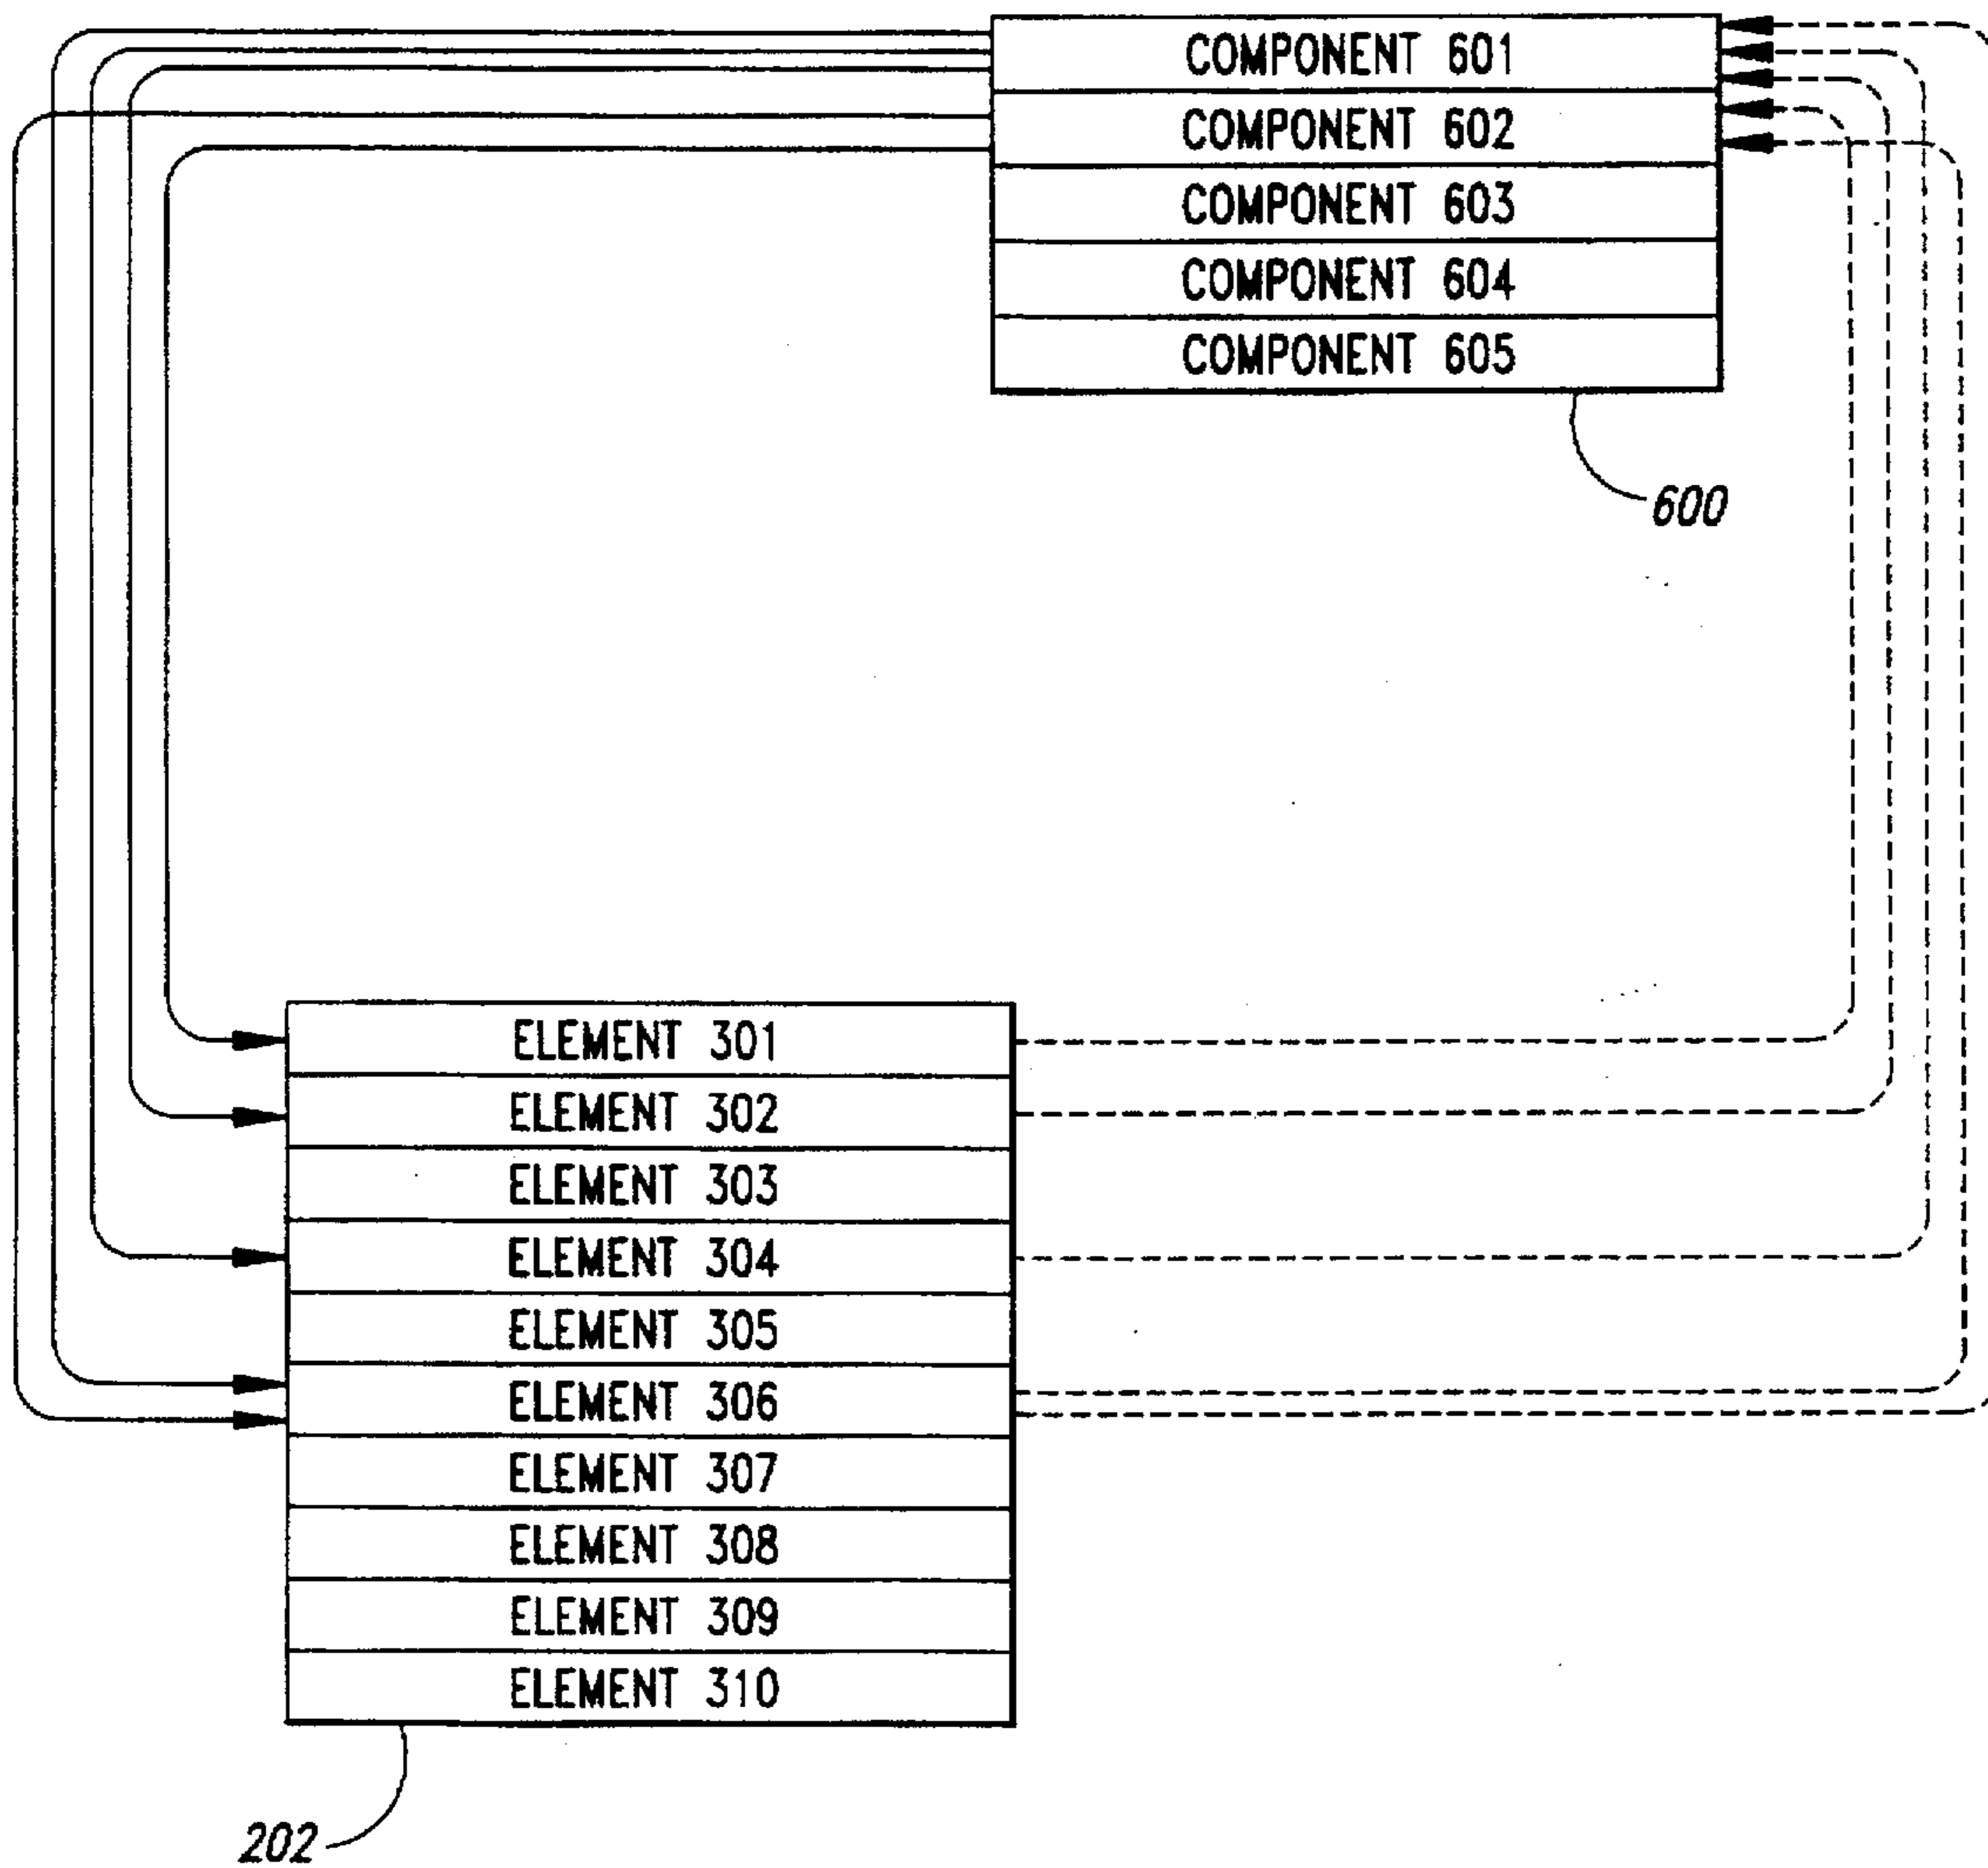 COMPONENT 601
COMPONENT 602
COMPONENT 603
COMPONENT 604
COMPONENT 605
600
ELEMENT 301
ELEMENT 302
ELEMENT 303
ELEMENT 304
ELEMENT 305
ELEMENT 306
ELEMENT 307
ELEMENT 308
ELEMENT 309
ELEMENT 310
202